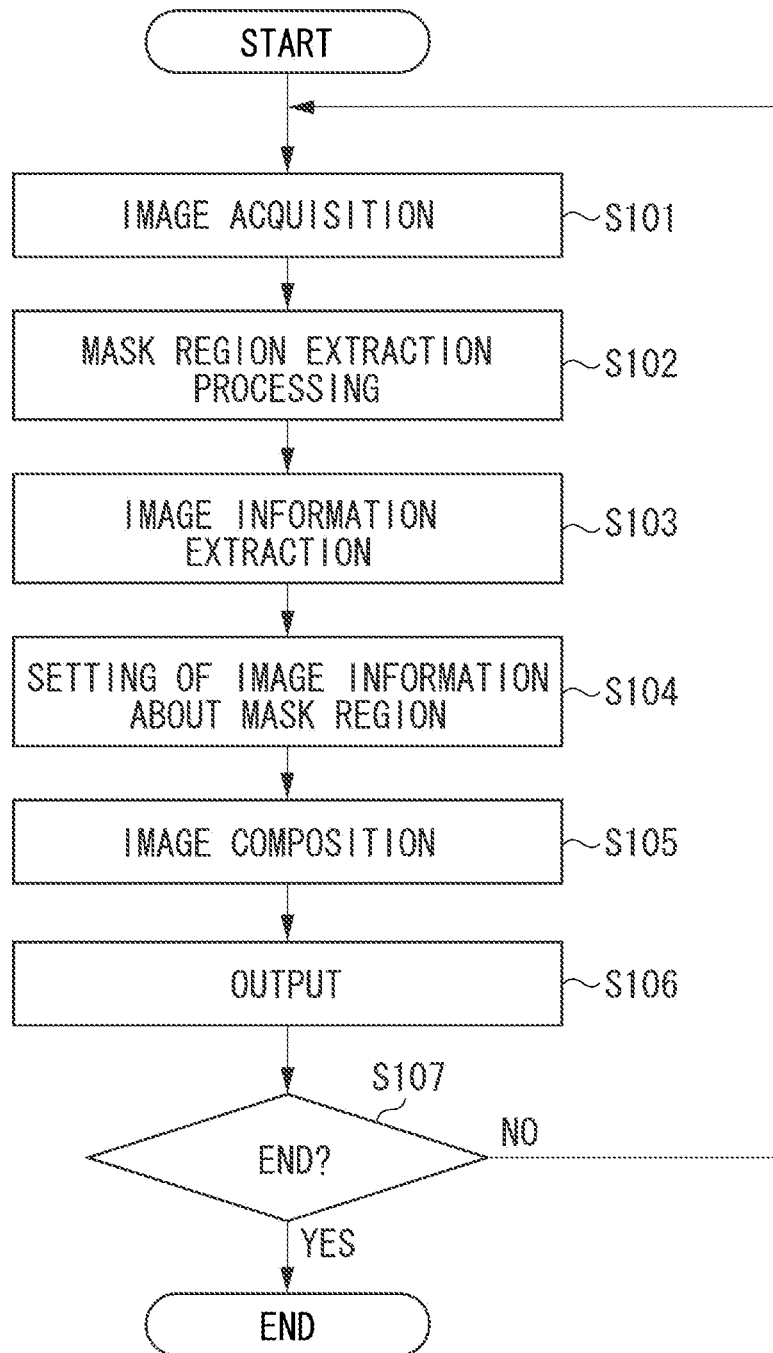 START
IMAGE ACQUISITION
S101
MASK REGION EXTRACTION
PROCESSING
S102
IMAGE INFORMATION
EXTRACTION
S103
SETTING OF IMAGE INFORMATION
ABOUT MASK REGION
S104
IMAGE COMPOSITION
S105
OUTPUT
S106
S107
END?
NO
YES
END